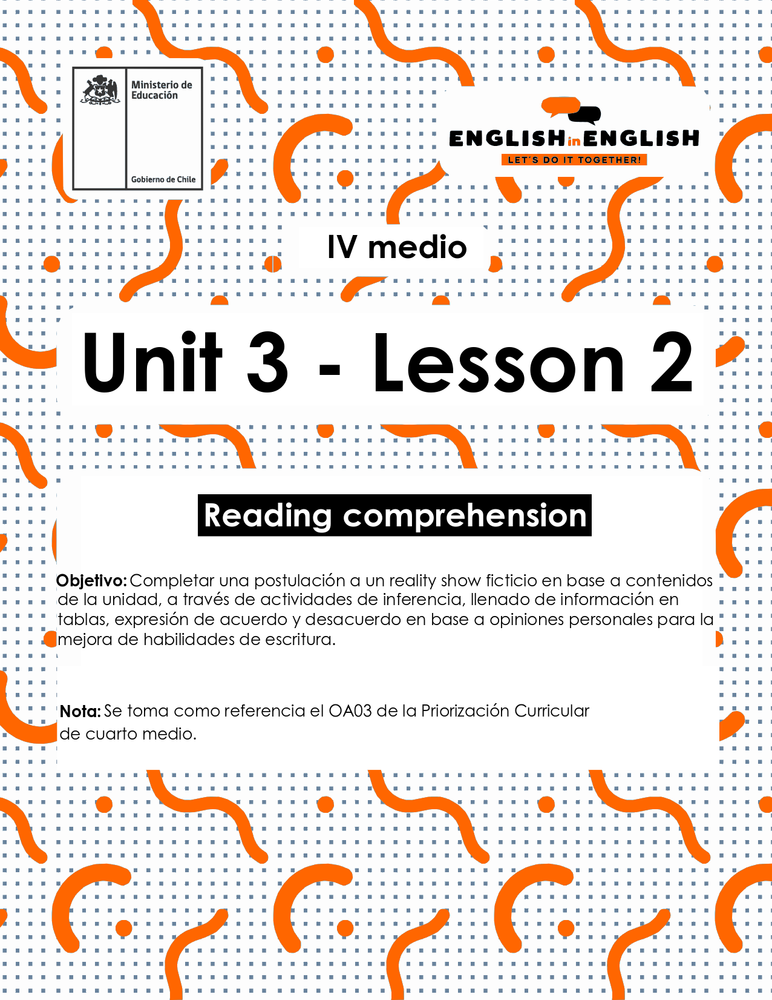 Ministerio de
Educación
Gobierno de Chile
ENGLISH in ENGLISH
LET'S DO IT TOGETHER!
IV medio
Unit 3 - Lesson 2
Reading comprehension
Objetivo: Completar una postulación a un reality show ficticio en base a contenidos
de la unidad, a través de actividades de inferencia, llenado de información en
tablas, expresión de acuerdo y desacuerdo en base a opiniones personales para la
mejora de habilidades de escritura.
Nota: Se toma como referencia el OA03 de la Priorización Curricular
de cuarto medio.